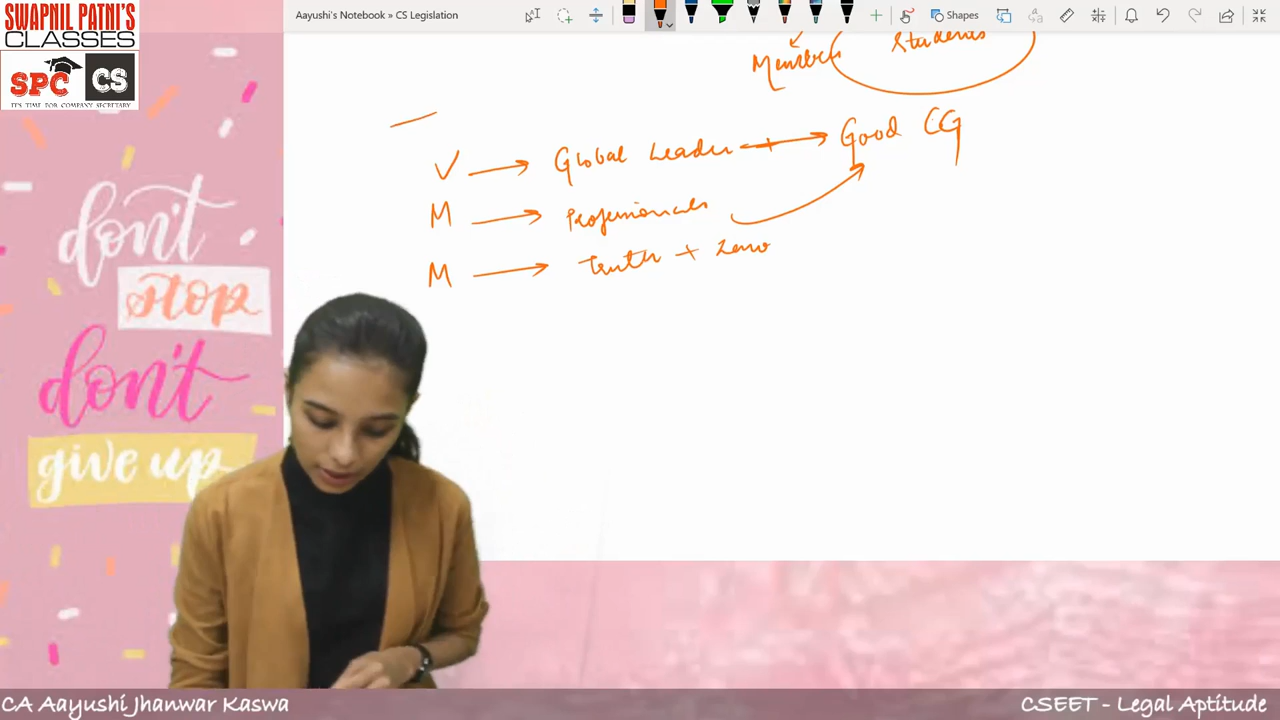 SWAPNIL PATNI'S
CLASSES
SPC CS
IT'S TIME FOR COMPANY SECRETARY
Aayushi's Notebook » CS Legislation
Shapes
Members
Students
V → Global Leader → Good CG
M → Professionals
M → Truth + Law
don't
stop
don't
give up
CA Aayushi Jhanwar Kaswa
CSEET - Legal Aptitude